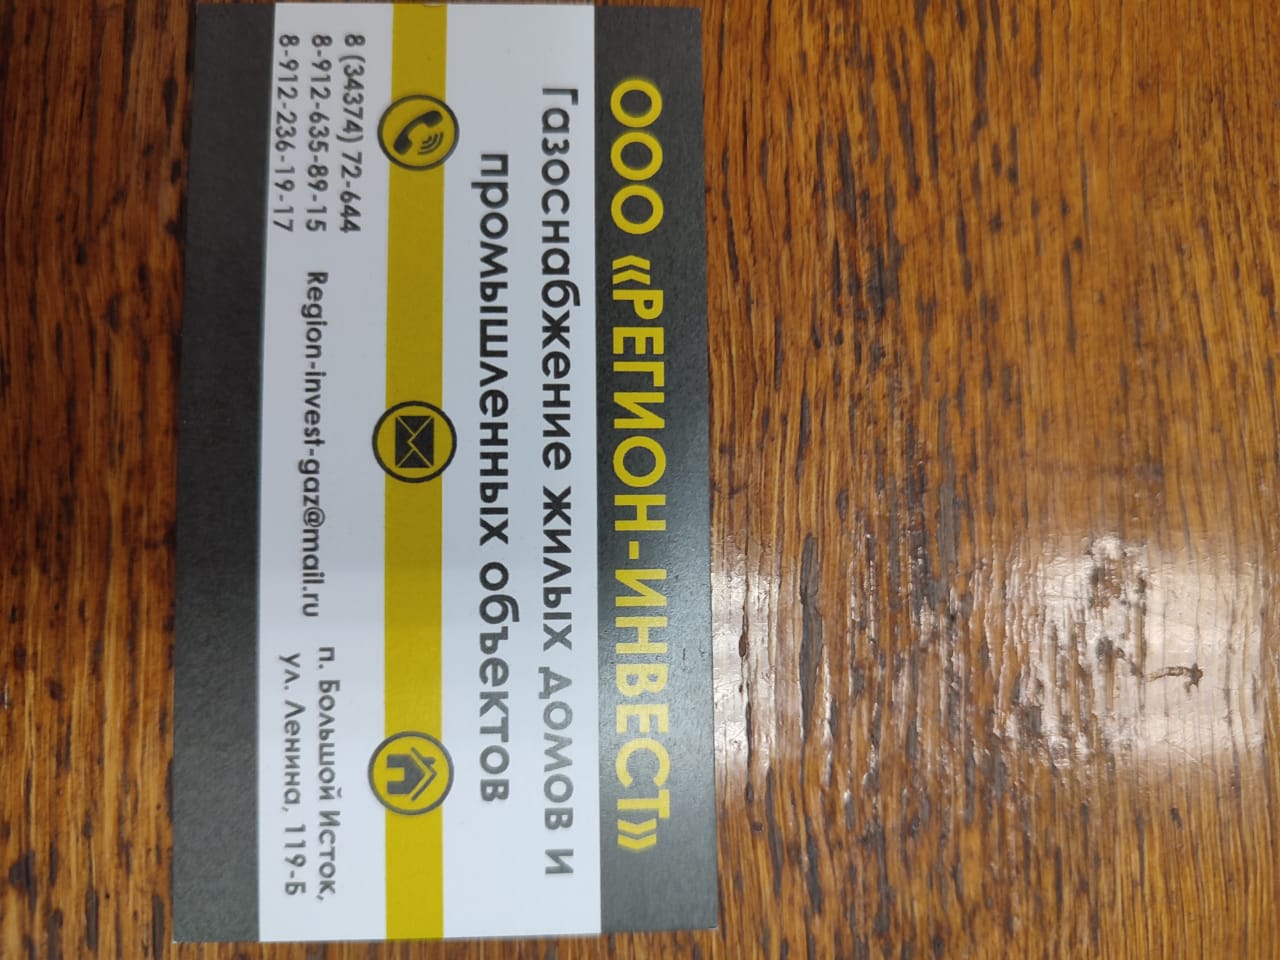 ООО «РЕГИОН-ИНВЕСТ»
Газоснабжение жилых домов и
промышленных объектов
8 (34374) 72-644
8-912-635-89-15
8-912-236-19-17
Region-invest-gaz@mail.ru
п. Большой Исток,
ул. Ленина, 119-Б